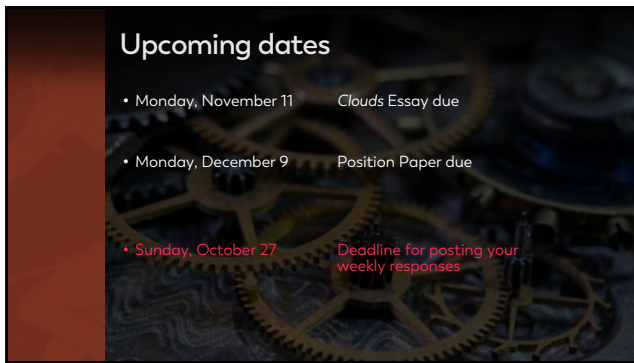 Upcoming dates
• Monday, November 11 Clouds Essay due
• Monday, December 9 Position Paper due
• Sunday, October 27 Deadline for posting your
weekly responses